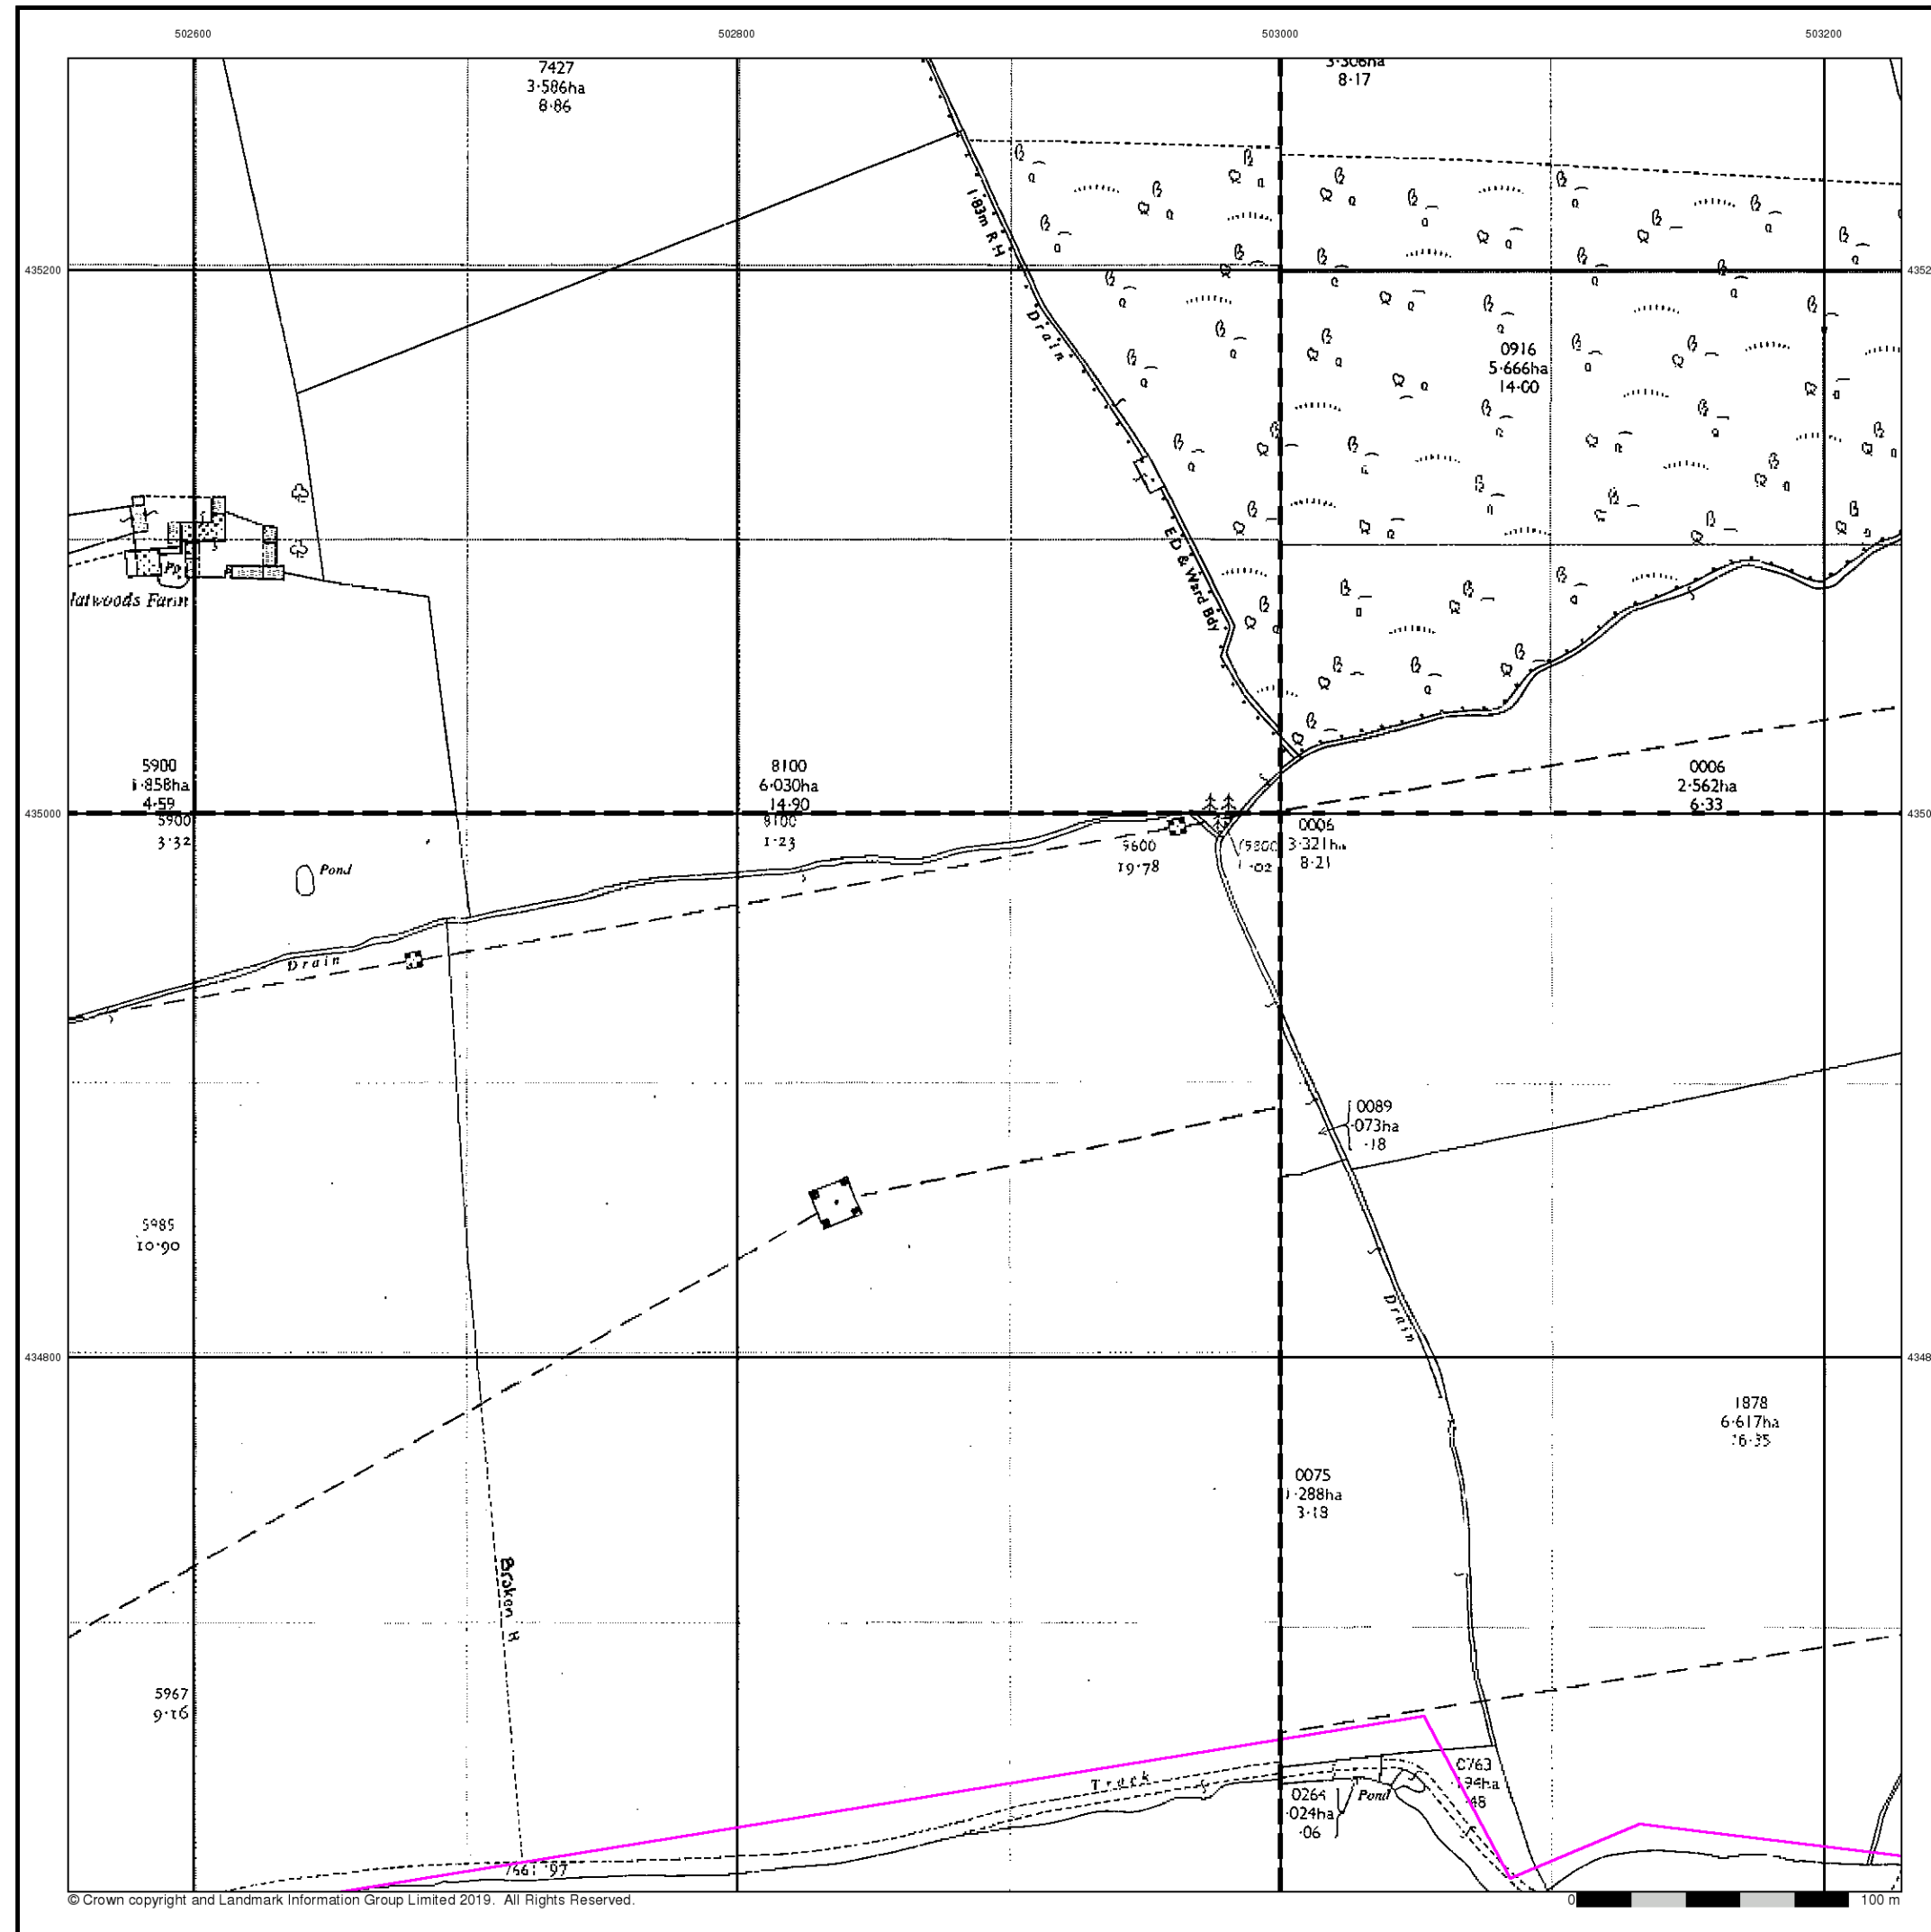 502600
502800
503000
503200
7427
3·586ha
8·86
3·306ha
8·17
1·83m R H
435200
Drain
0916
5·666ha
14·00
ED & Ward Bdy
Farm
5900
1·858ha
4·59
8100
6·030ha
14·90
0006
2·562ha
6·33
435000
5900
3·32
8100
1·23
9600
19·78
0006
3·321ha
8·21
Pond
Drain
0089
·073ha
·18
5985
10·90
Drain
434800
1878
6·617ha
16·35
0075
1·288ha
3·18
Broken H
5967
9·16
Track
0763
·48
0264
·024ha
·06
Pond
© Crown copyright and Landmark Information Group Limited 2019. All Rights Reserved.
0
100 m